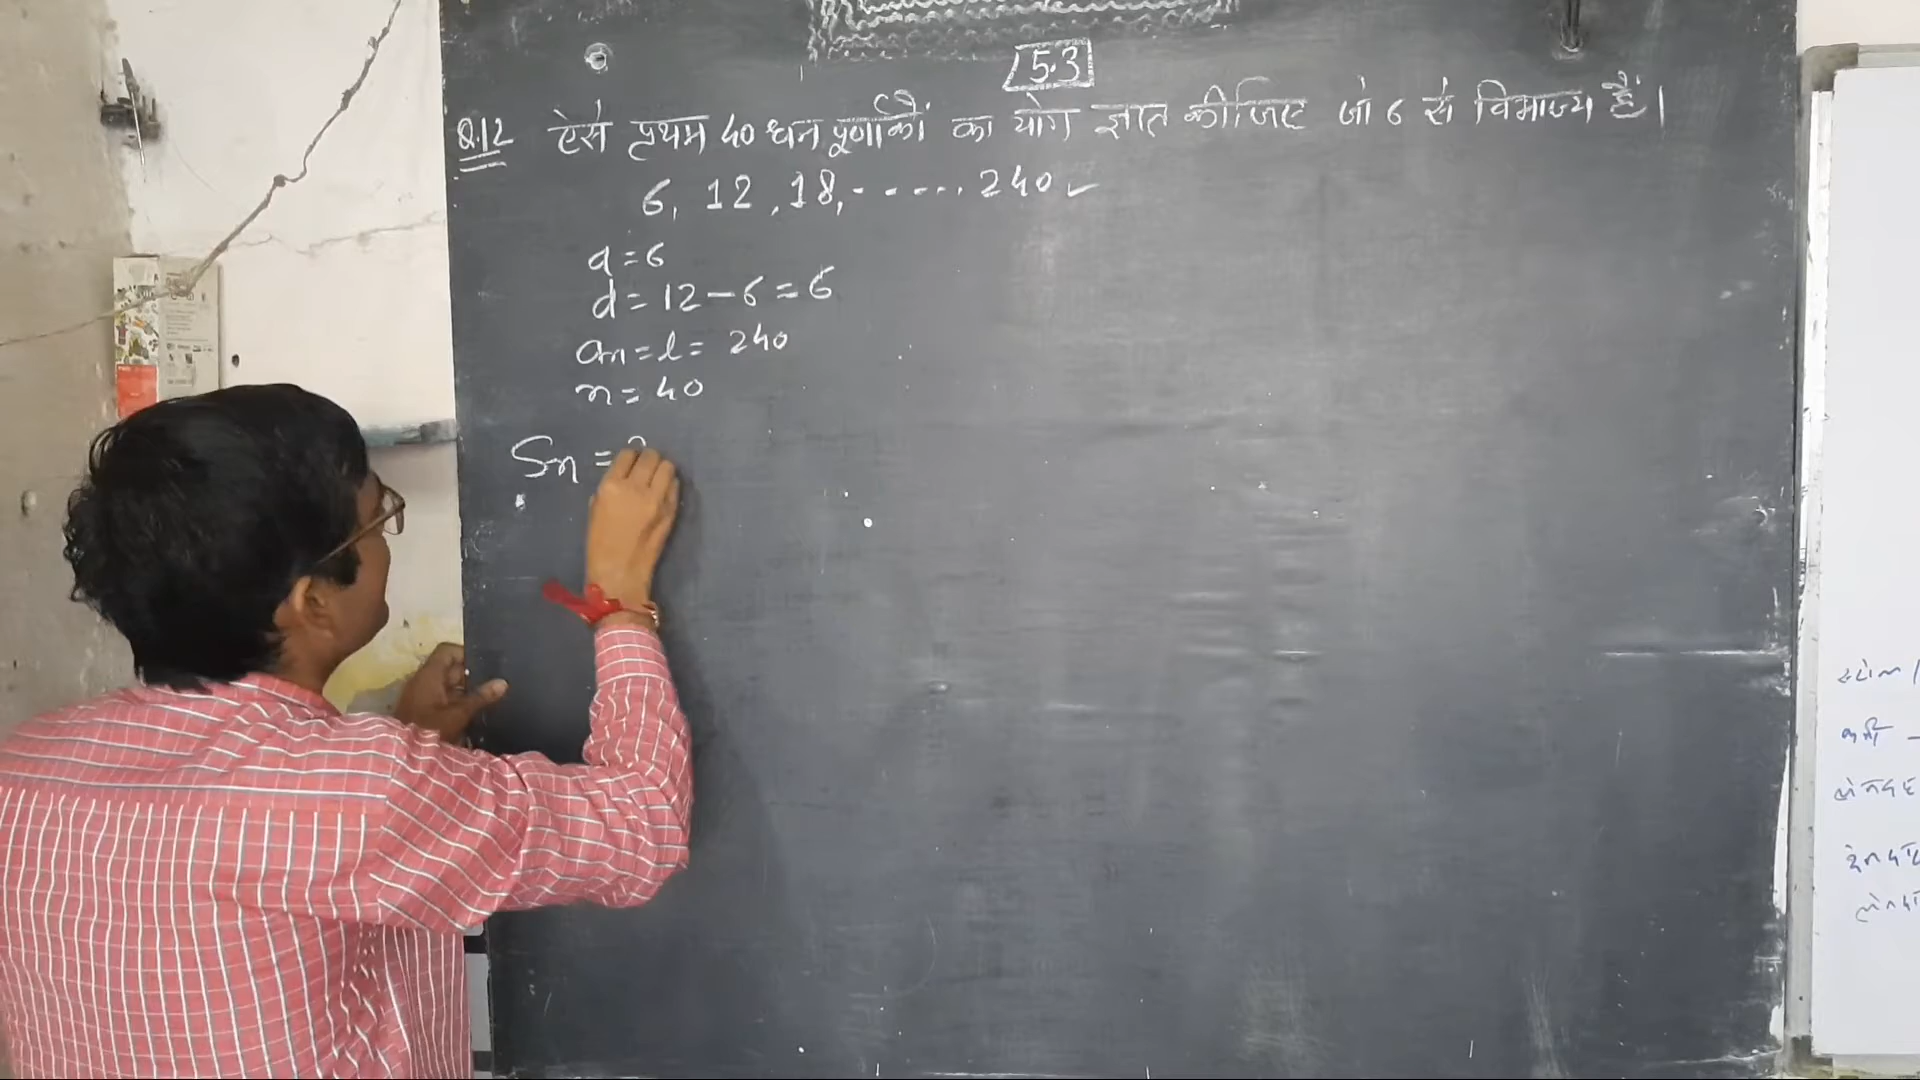 5.3
Q.12 ऐसे प्रथम 40 धन पूर्णांकों का योग ज्ञात कीजिए जो 6 से विभाज्य हैं।
6, 12, 18, ...... 240
a = 6
d = 12 - 6 = 6
an = l = 240
n = 40
Sn =